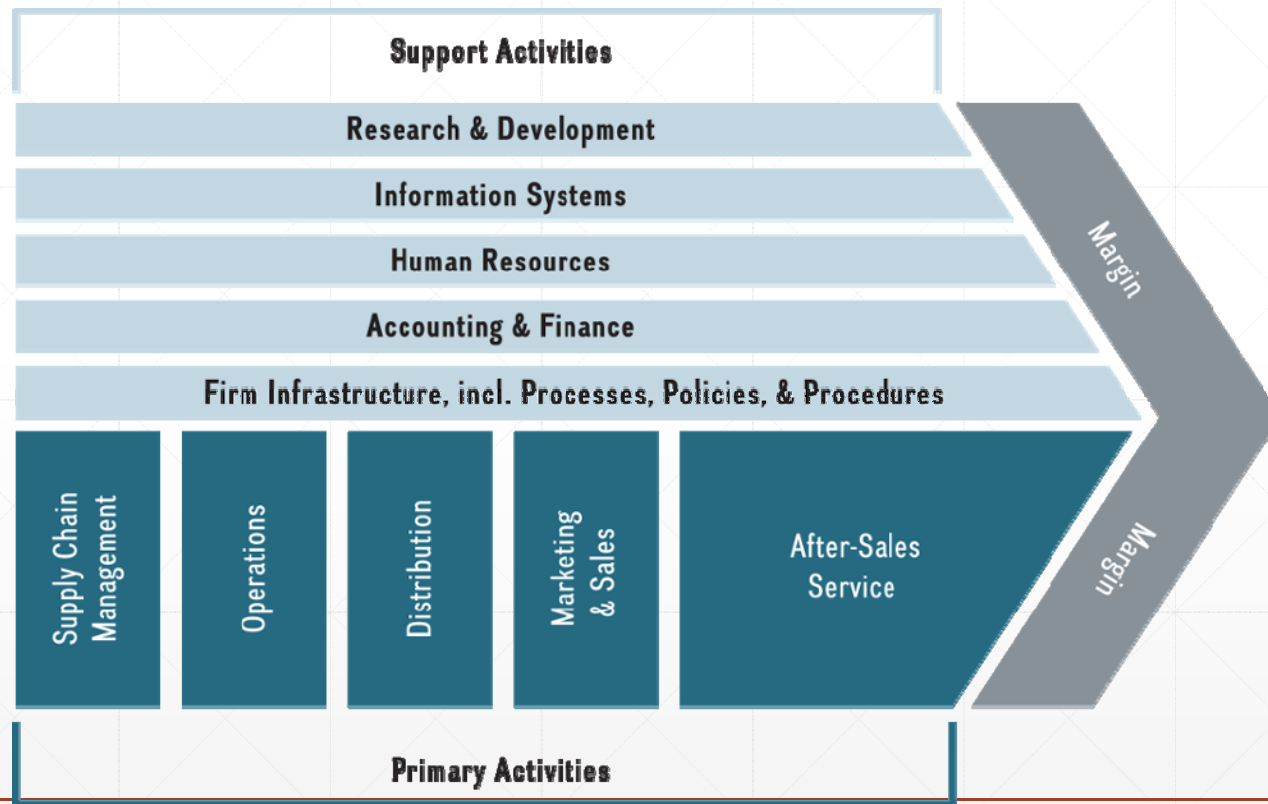 Support Activities
Research & Development
Information Systems
Human Resources
Accounting & Finance
Firm Infrastructure, incl. Processes, Policies, & Procedures
Supply Chain
Management
Operations
Distribution
Marketing
& Sales
After-Sales
Service
Margin
Margin
Primary Activities